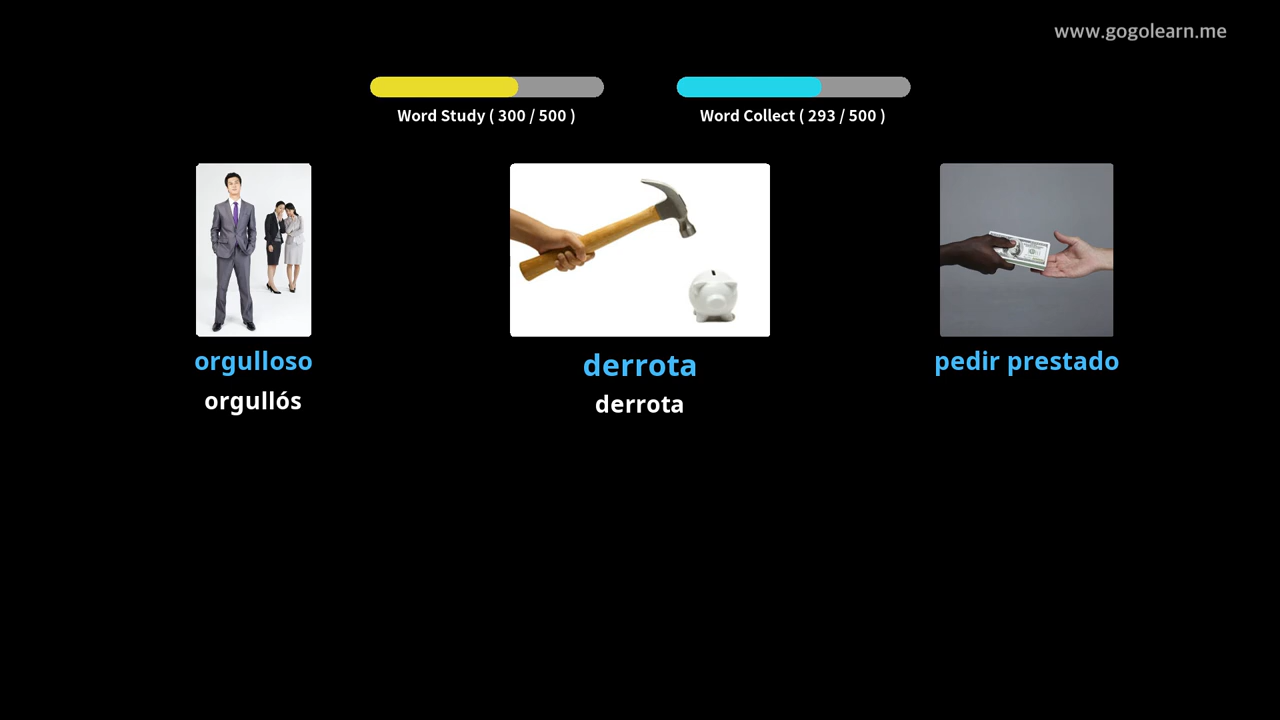 www.gogolearn.me
Word Study ( 300 / 500 )
Word Collect ( 293 / 500 )
orgulloso
orgullós
derrota
derrota
pedir prestado